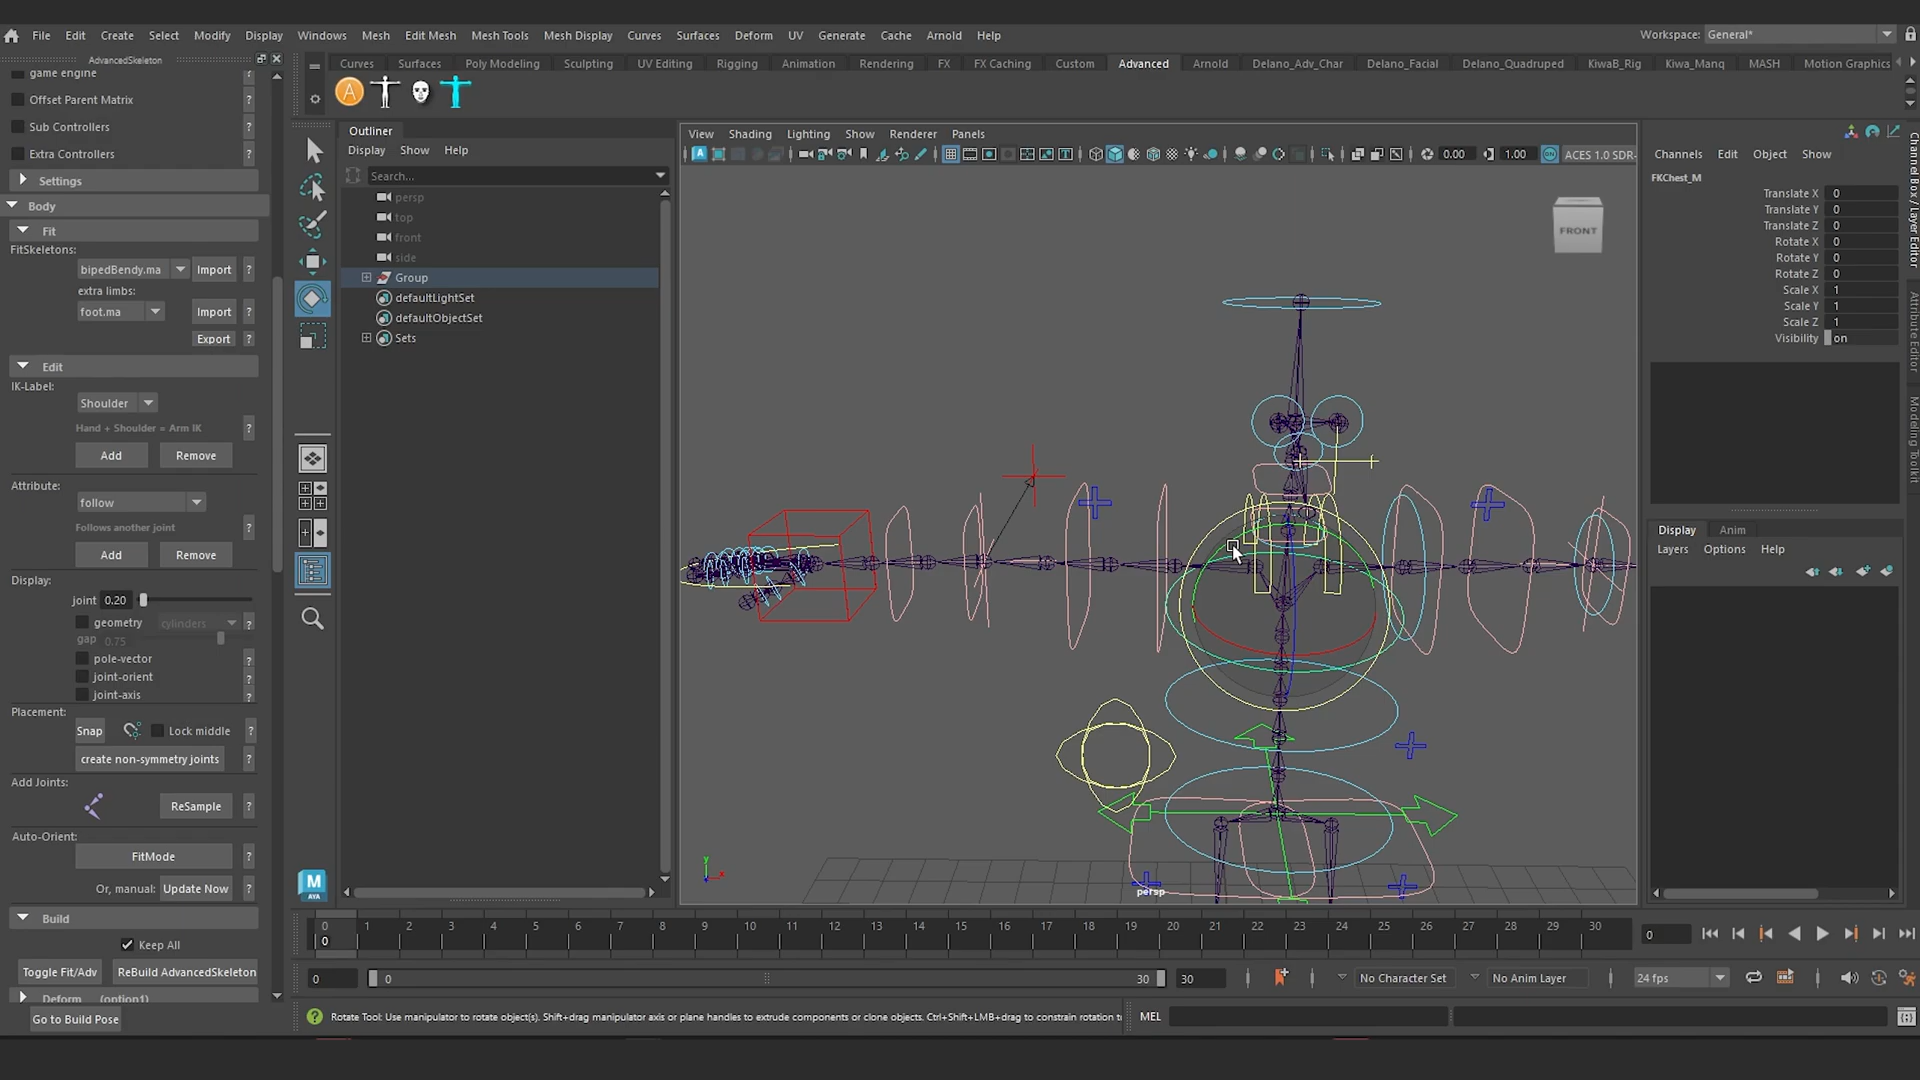 File Edit Create Select Modify Display Windows Mesh Edit Mesh Mesh Tools Mesh Display Curves Surfaces Deform UV Generate Cache Arnold Help
Workspace: General*
AdvancedSkeleton
Curves Surfaces Poly Modeling Sculpting UV Editing Rigging Animation Rendering FX FX Caching Custom Advanced Arnold Delano_Adv_Char Delano_Facial Delano_Quadruped KiwaB_Rig Kiwa_Manq MASH Motion Graphics
game engine
Offset Parent Matrix ?
Sub Controllers ?
Extra Controllers ?
Settings
Body
Fit
FitSkeletons:
bipedBendy.ma Import ?
extra limbs:
foot.ma Import ?
Export ?
Edit
IK-Label:
Shoulder
Hand + Shoulder = Arm IK ?
Add Remove
Attribute:
follow
Follows another joint ?
Add Remove
Display:
joint 0.20
geometry cylinders ?
gap 0.75
pole-vector ?
joint-orient ?
joint-axis ?
Placement:
Snap Lock middle ?
create non-symmetry joints ?
Add Joints:
ReSample ?
Auto-Orient:
FitMode ?
Or, manual: Update Now ?
Build
Keep All
Toggle Fit/Adv ReBuild AdvancedSkeleton
Deform (option1)
Go to Build Pose
A
M
AYA
Outliner
Display Show Help
Search...
persp
top
front
side
Group
defaultLightSet
defaultObjectSet
Sets
View Shading Lighting Show Renderer Panels
0.00 1.00 ACES 1.0 SDR-
FRONT
y
x
persp
Channels Edit Object Show
FKChest_M
Translate X 0
Translate Y 0
Translate Z 0
Rotate X 0
Rotate Y 0
Rotate Z 0
Scale X 1
Scale Y 1
Scale Z 1
Visibility on
Display Anim
Layers Options Help
Channel Box / Layer Editor
Attribute Editor
Modeling Toolkit
0 1 2 3 4 5 6 7 8 9 10 11 12 13 14 15 16 17 18 19 20 21 22 23 24 25 26 27 28 29 30
0
0
0 0 30 30 No Character Set No Anim Layer 24 fps
Rotate Tool: Use manipulator to rotate object(s). Shift+drag manipulator axis or plane handles to extrude components or clone objects. Ctrl+Shift+LMB+drag to constrain rotation t
MEL